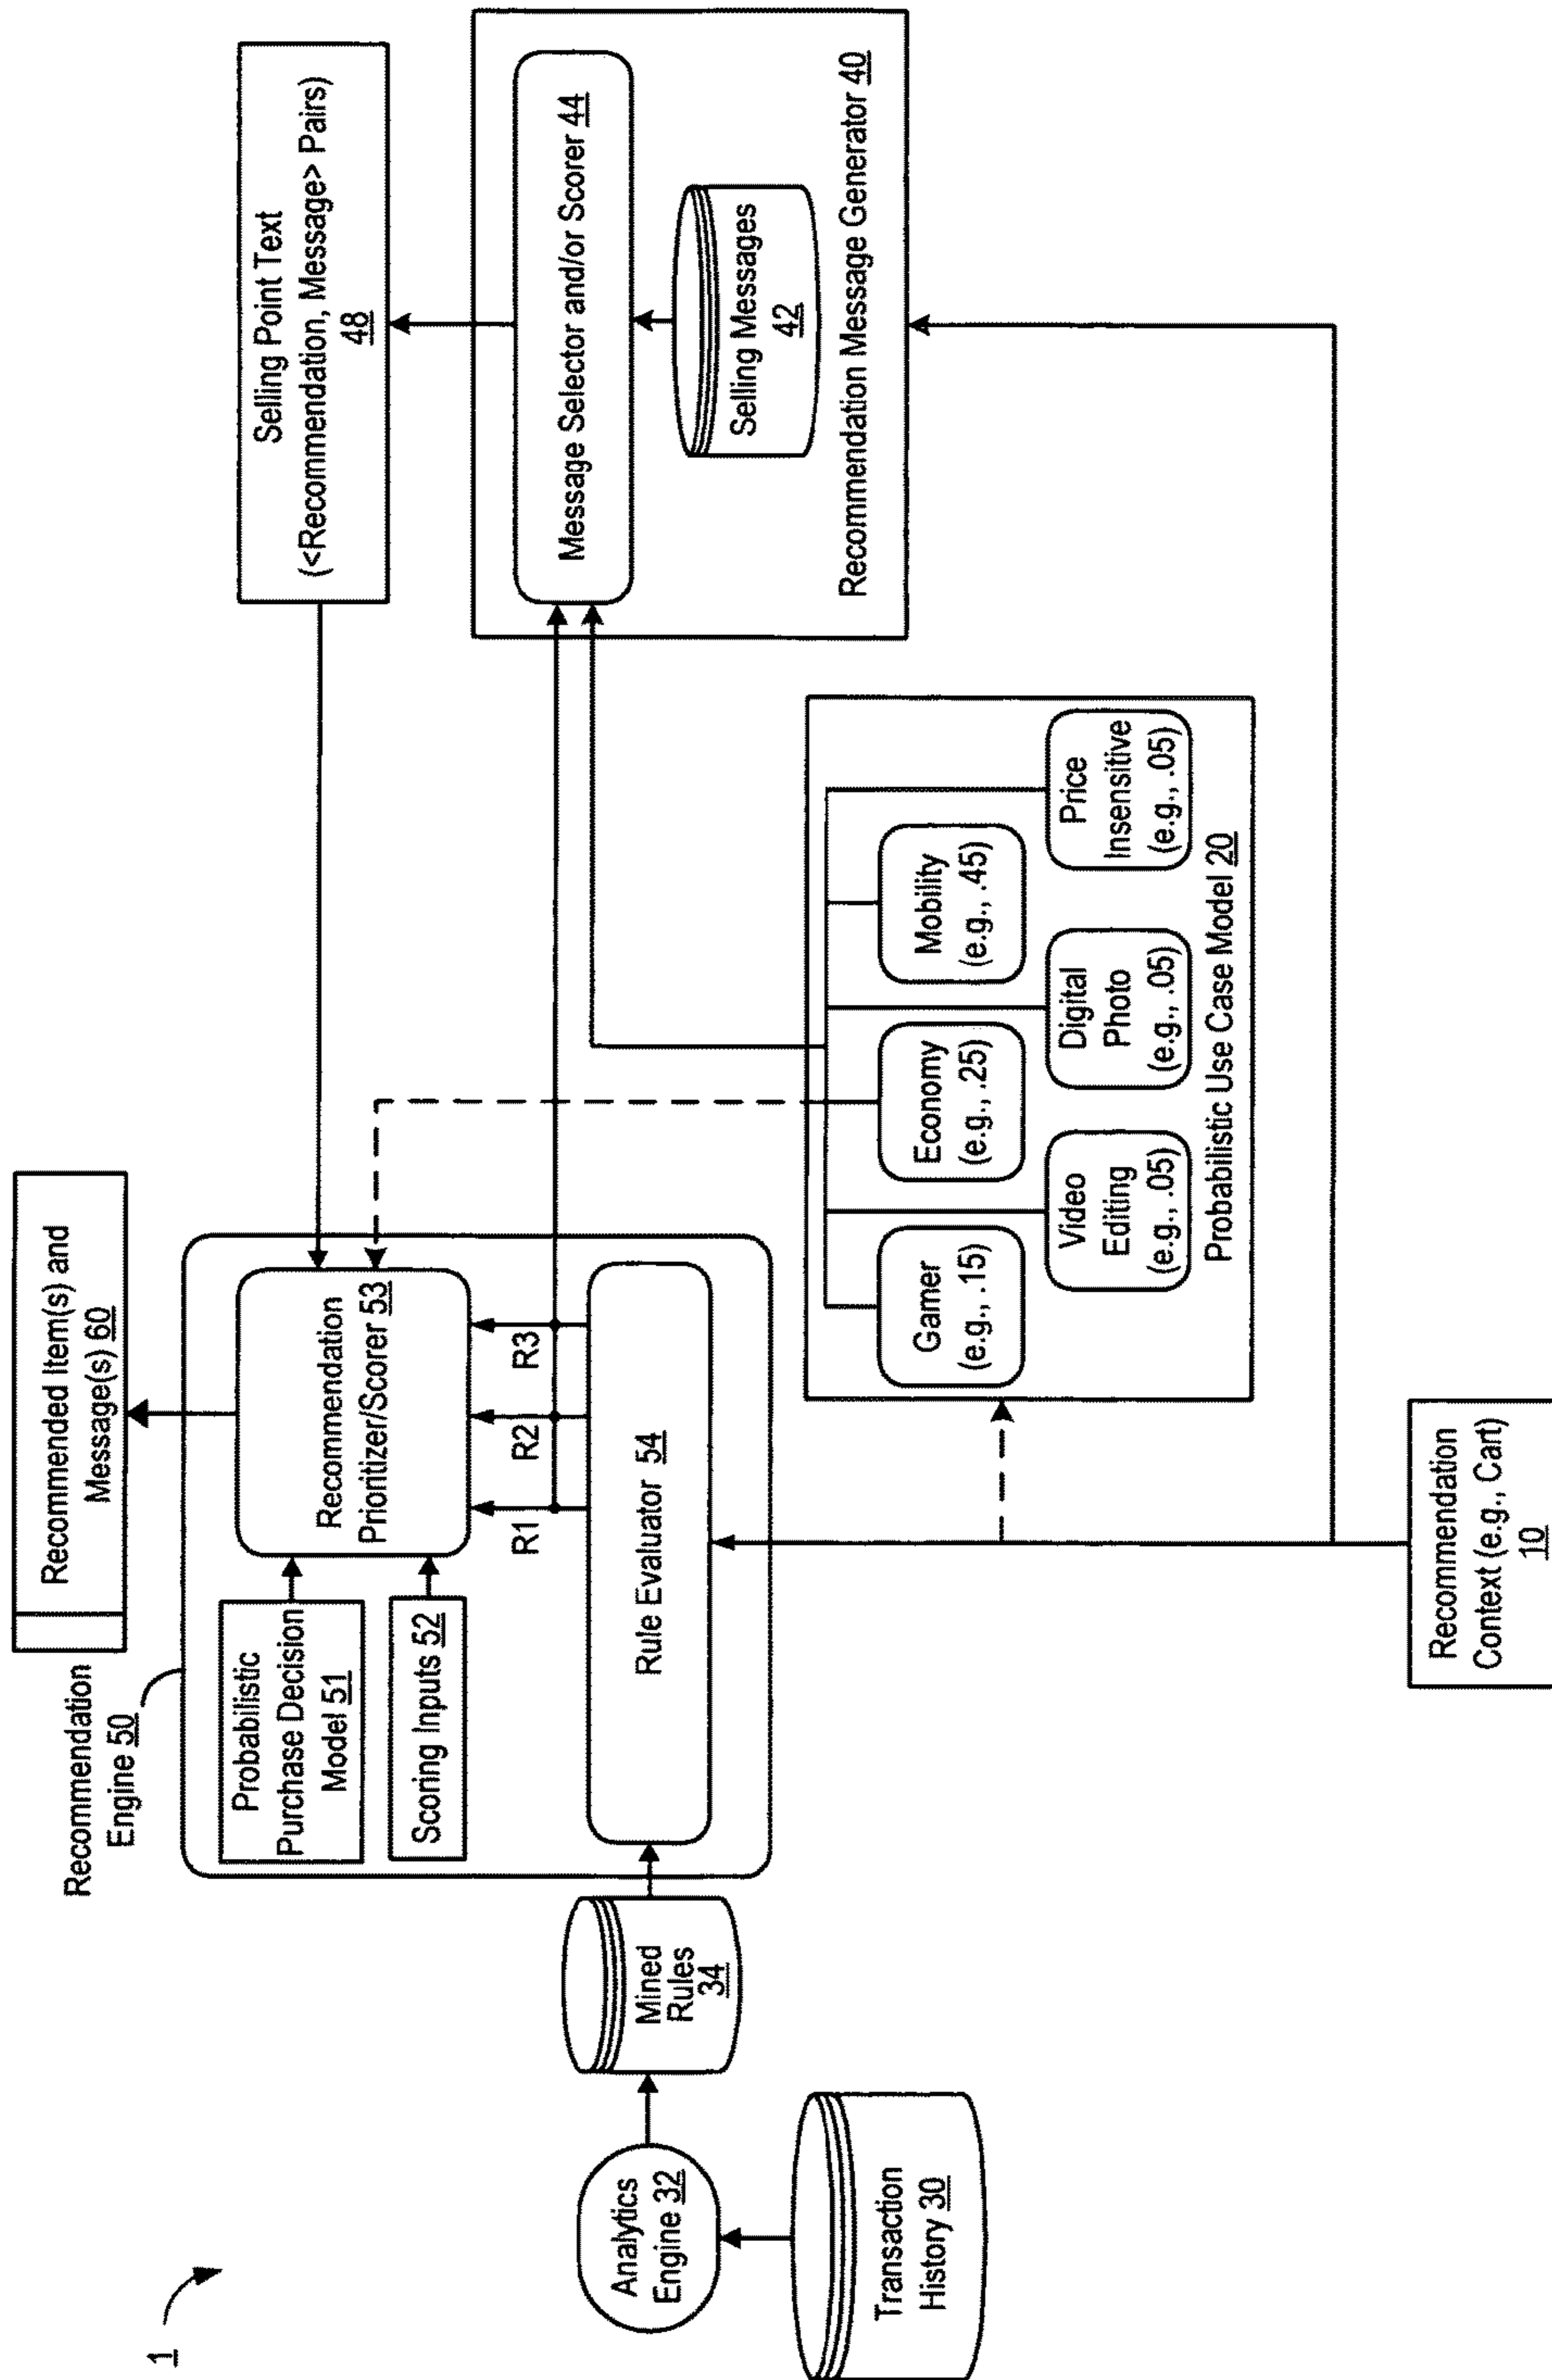 1
Recommended Item(s) and
Message(s) 60
Recommendation
Engine 50
Probabilistic
Purchase Decision
Model 51
Scoring Inputs 52
Recommendation
Prioritizer/Scorer 53
R1
R2
R3
Rule Evaluator 54
Selling Point Text
(<Recommendation, Message> Pairs)
48
Message Selector and/or Scorer 44
Selling Messages
42
Recommendation Message Generator 40
Analytics
Engine 32
Mined
Rules
34
Transaction
History 30
Gamer
(e.g., .15)
Economy
(e.g., .25)
Mobility
(e.g., .45)
Video
Editing
(e.g., .05)
Digital
Photo
(e.g., .05)
Price
Insensitive
(e.g., .05)
Probabilistic Use Case Model 20
Recommendation
Context (e.g., Cart)
10